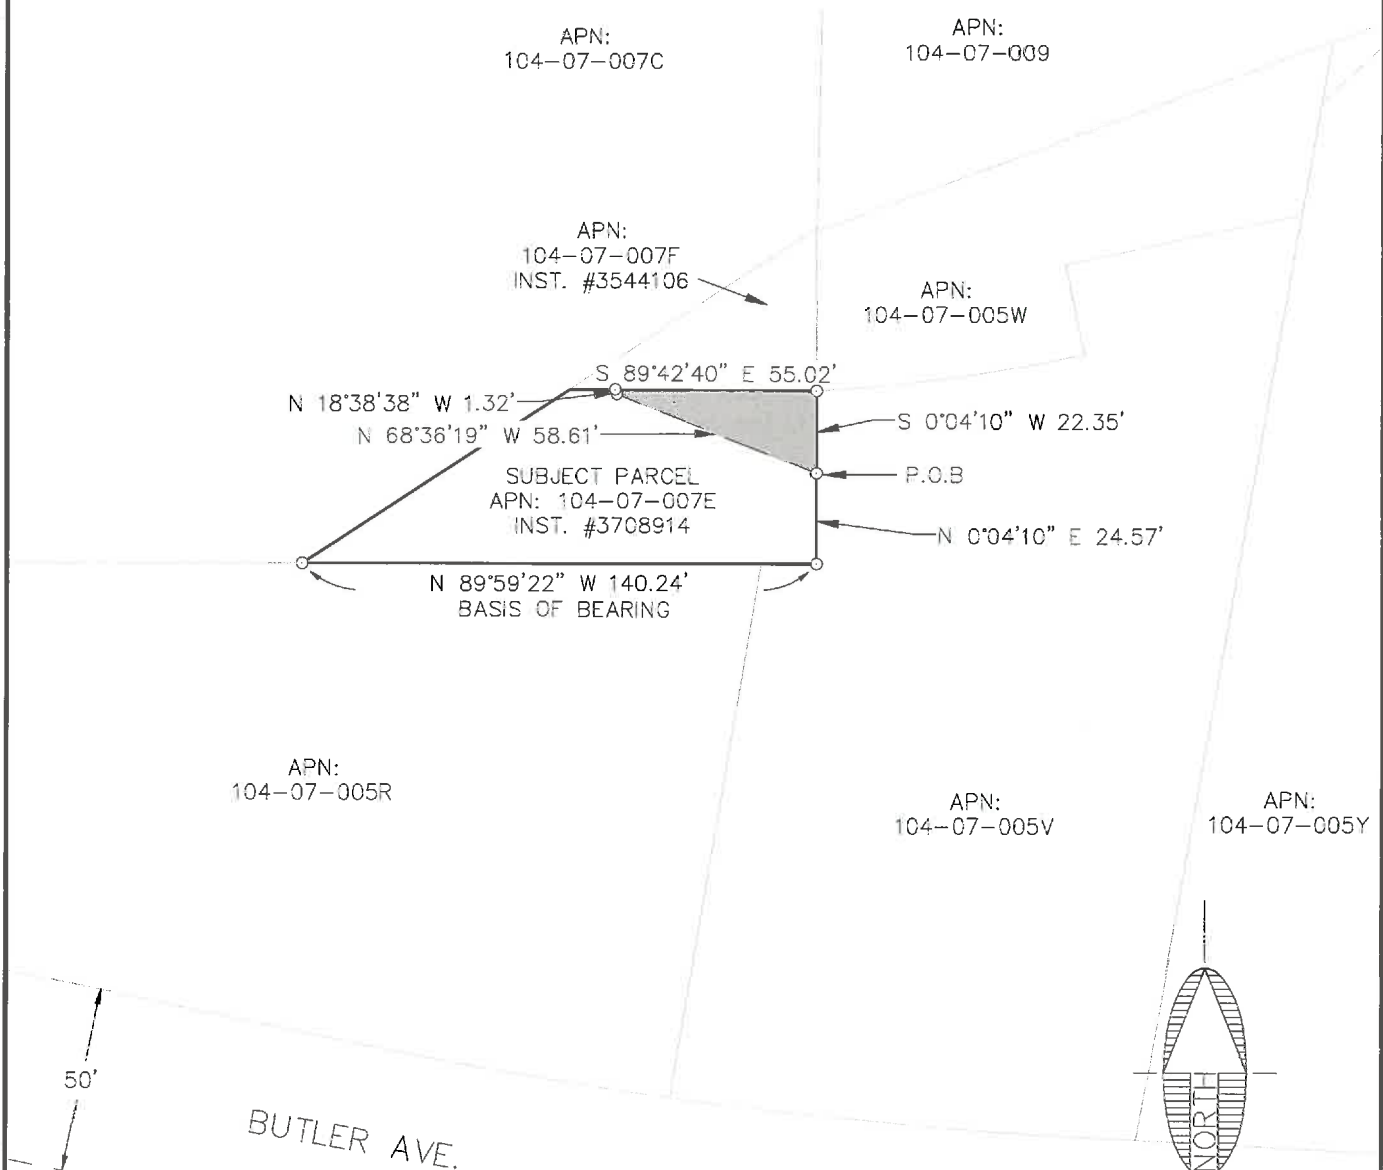 APN:
104-07-007C
APN:
104-07-009
APN:
104-07-007F
INST. #3544106
APN:
104-07-005W
S 89°42'40" E 55.02'
N 18°38'38" W 1.32'
N 68°36'19" W 58.61'
S 0°04'10" W 22.35'
P.O.B
SUBJECT PARCEL
APN: 104-07-007E
INST. #3708914
N 0°04'10" E 24.57'
N 89°59'22" W 140.24'
BASIS OF BEARING
APN:
104-07-005R
APN:
104-07-005V
APN:
104-07-005Y
50'
BUTLER AVE.
NORTH